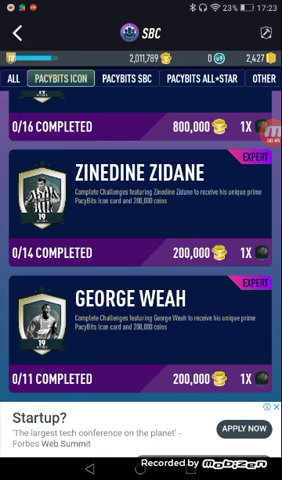 23% 17:23
SBC
10 2,011,789 0 2,427
ALL PACYBITS ICON PACYBITS SBC PACYBITS ALL★STAR OTHER
0/16 COMPLETED 800,000 1X
EXPERT
ZINEDINE ZIDANE
Complete Challenges featuring Zinedine Zidane to receive his unique prime
PacyBits Icon card and 200,000 coins
19
0/14 COMPLETED 200,000 1X
EXPERT
GEORGE WEAH
Complete Challenges featuring George Weah to receive his unique prime
PacyBits Icon card and 200,000 coins
19
0/11 COMPLETED 200,000 1X
Startup?
'The largest tech conference on the planet' -
Forbes Web Summit
APPLY NOW
Recorded by MOBIZEN